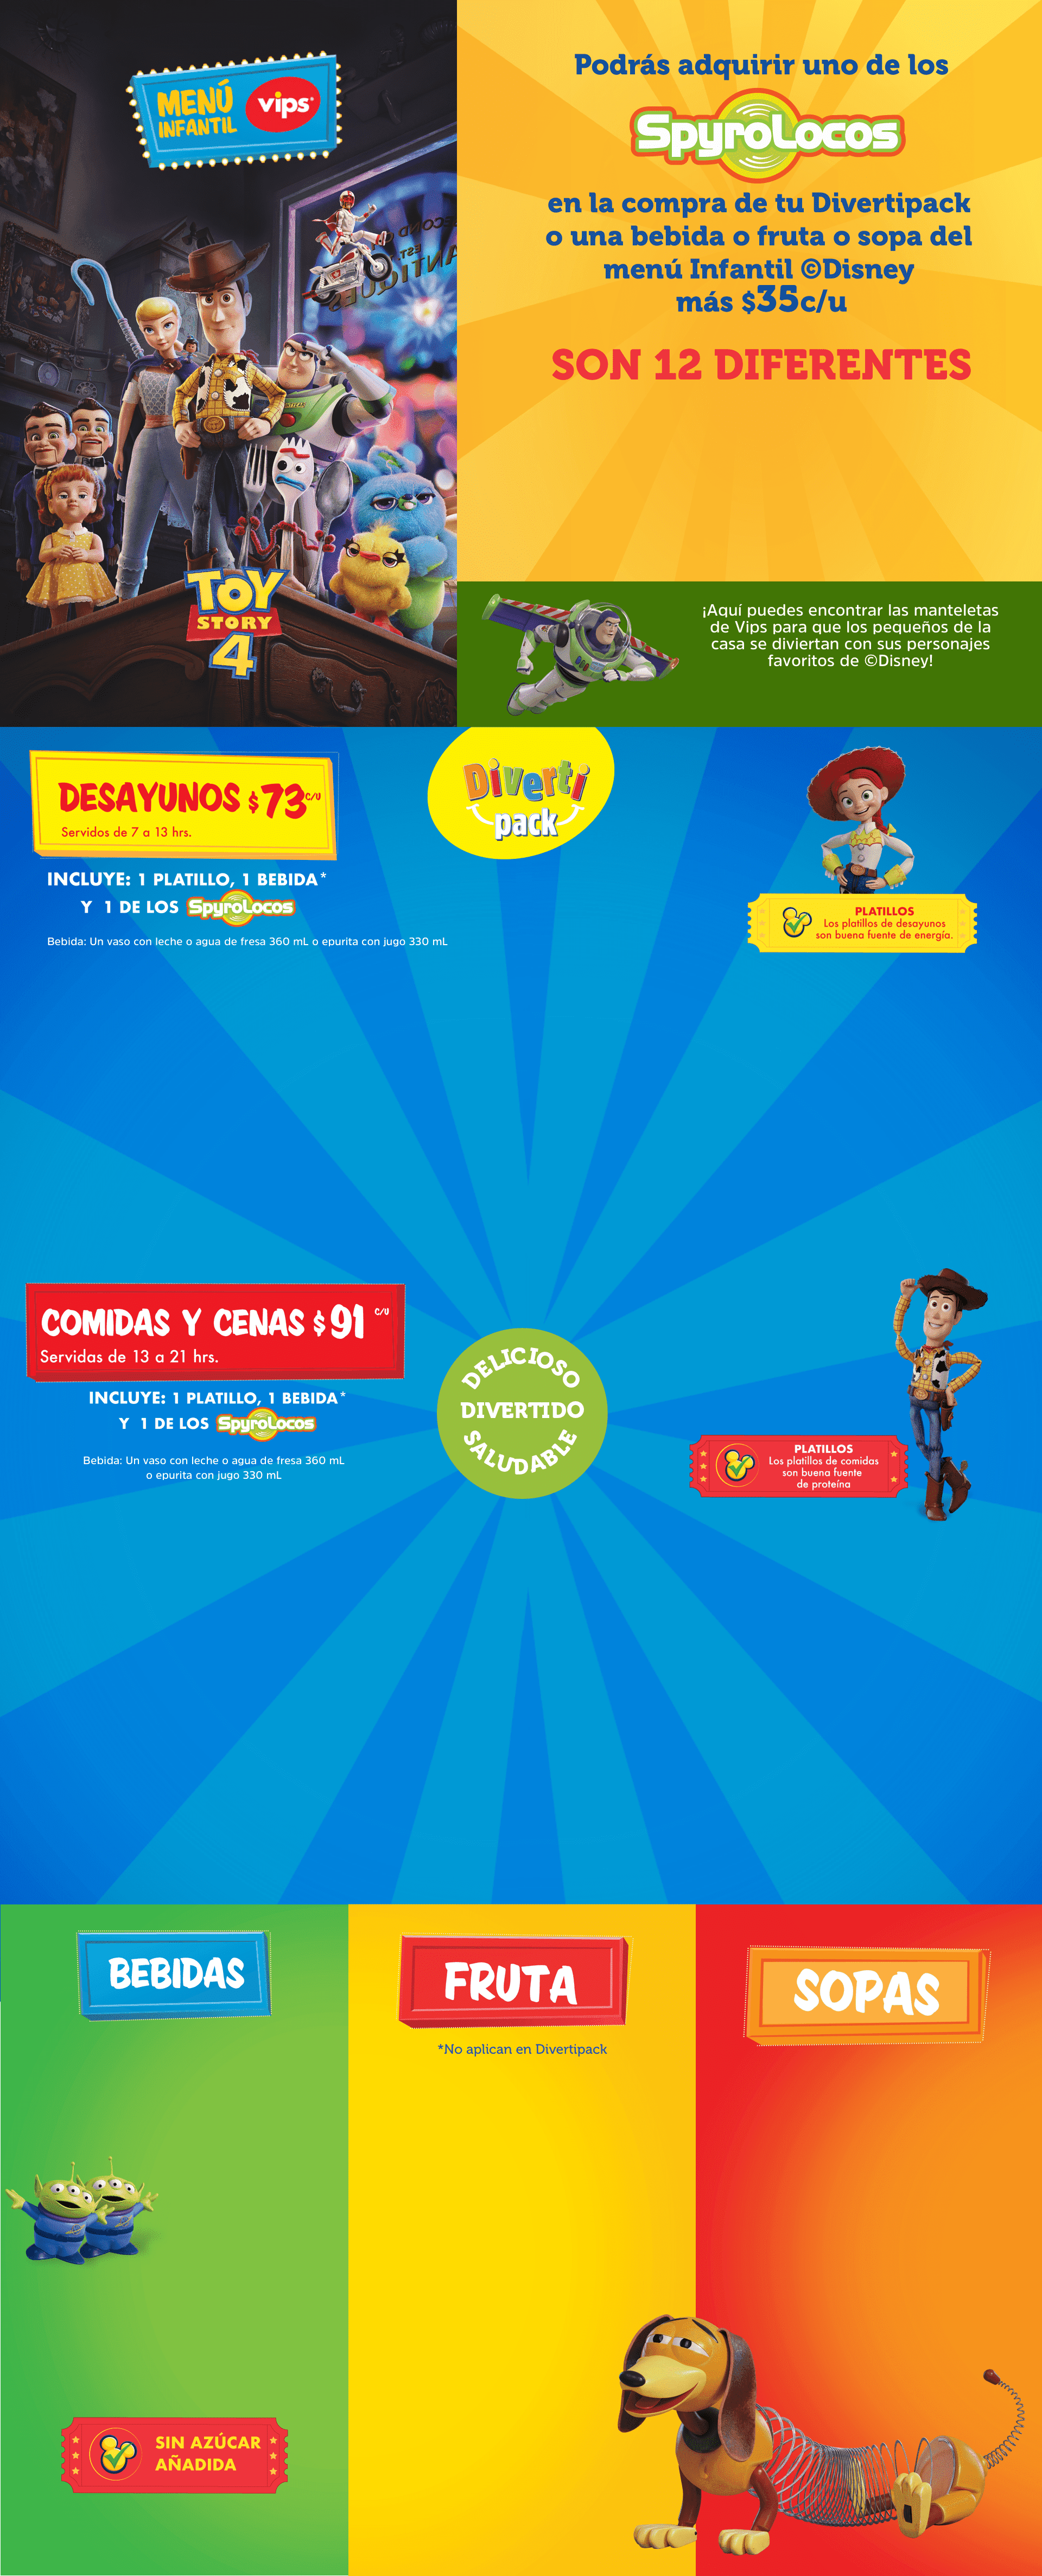 MENÚ
INFANTIL
vips
SECOND CHANCE
ANTIQUES
EST
TOY
STORY
4
Podrás adquirir uno de los
SpyroLocos
en la compra de tu Divertipack
o una bebida o fruta o sopa del
menú Infantil ©Disney
más $35c/u
SON 12 DIFERENTES
¡Aquí puedes encontrar las manteletas
de Vips para que los pequeños de la
casa se diviertan con sus personajes
favoritos de ©Disney!
DESAYUNOS $73 C/U
Servidos de 7 a 13 hrs.
INCLUYE: 1 PLATILLO, 1 BEBIDA*
Y 1 DE LOS SpyroLocos
Bebida: Un vaso con leche o agua de fresa 360 mL o epurita con jugo 330 mL
Diverti
pack
PLATILLOS
Los platillos de desayunos
son buena fuente de energía.
COMIDAS Y CENAS $91 C/U
Servidas de 13 a 21 hrs.
INCLUYE: 1 PLATILLO, 1 BEBIDA*
Y 1 DE LOS SpyroLocos
Bebida: Un vaso con leche o agua de fresa 360 mL
o epurita con jugo 330 mL
DELICIOSO
DIVERTIDO
SALUDABLE
PLATILLOS
Los platillos de comidas
son buena fuente
de proteína
BEBIDAS
SIN AZÚCAR
AÑADIDA
FRUTA
*No aplican en Divertipack
SOPAS